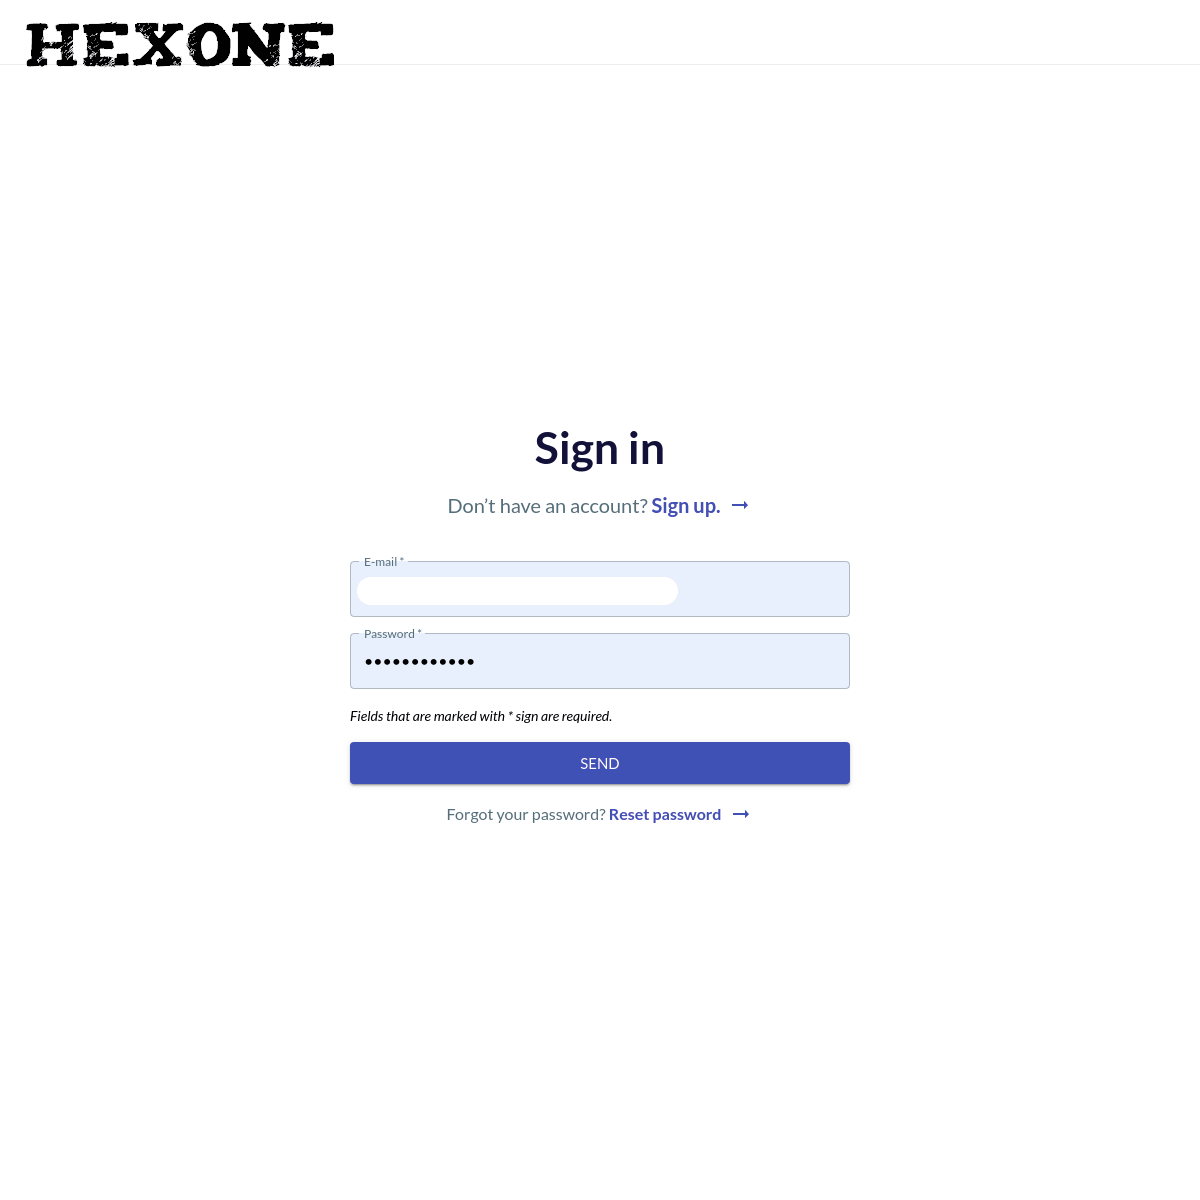 HEXONE
Sign in
Don’t have an account? Sign up. →
E-mail *
Password *
••••••••••••
Fields that are marked with * sign are required.
SEND
Forgot your password? Reset password →